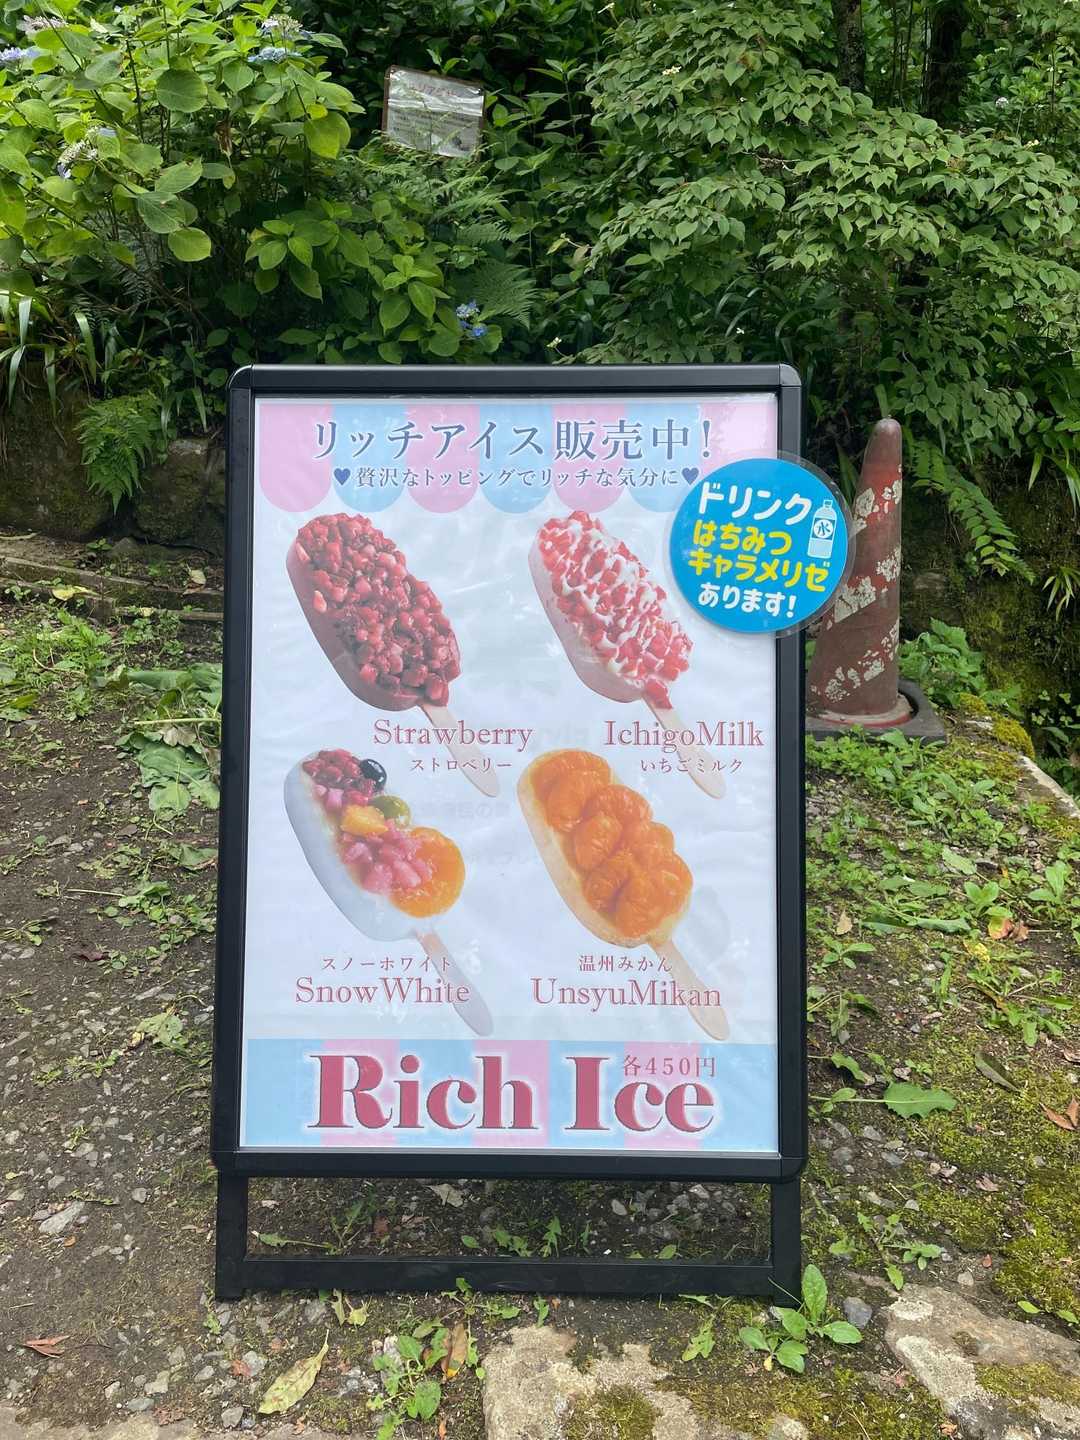 リッチアイス販売中!
♥贅沢なトッピングでリッチな気分に♥
ドリンク
水
はちみつ
キャラメリゼ
あります!
Strawberry
ストロベリー
IchigoMilk
いちごミルク
スノーホワイト
SnowWhite
温州みかん
UnsyuMikan
各450円
Rich Ice